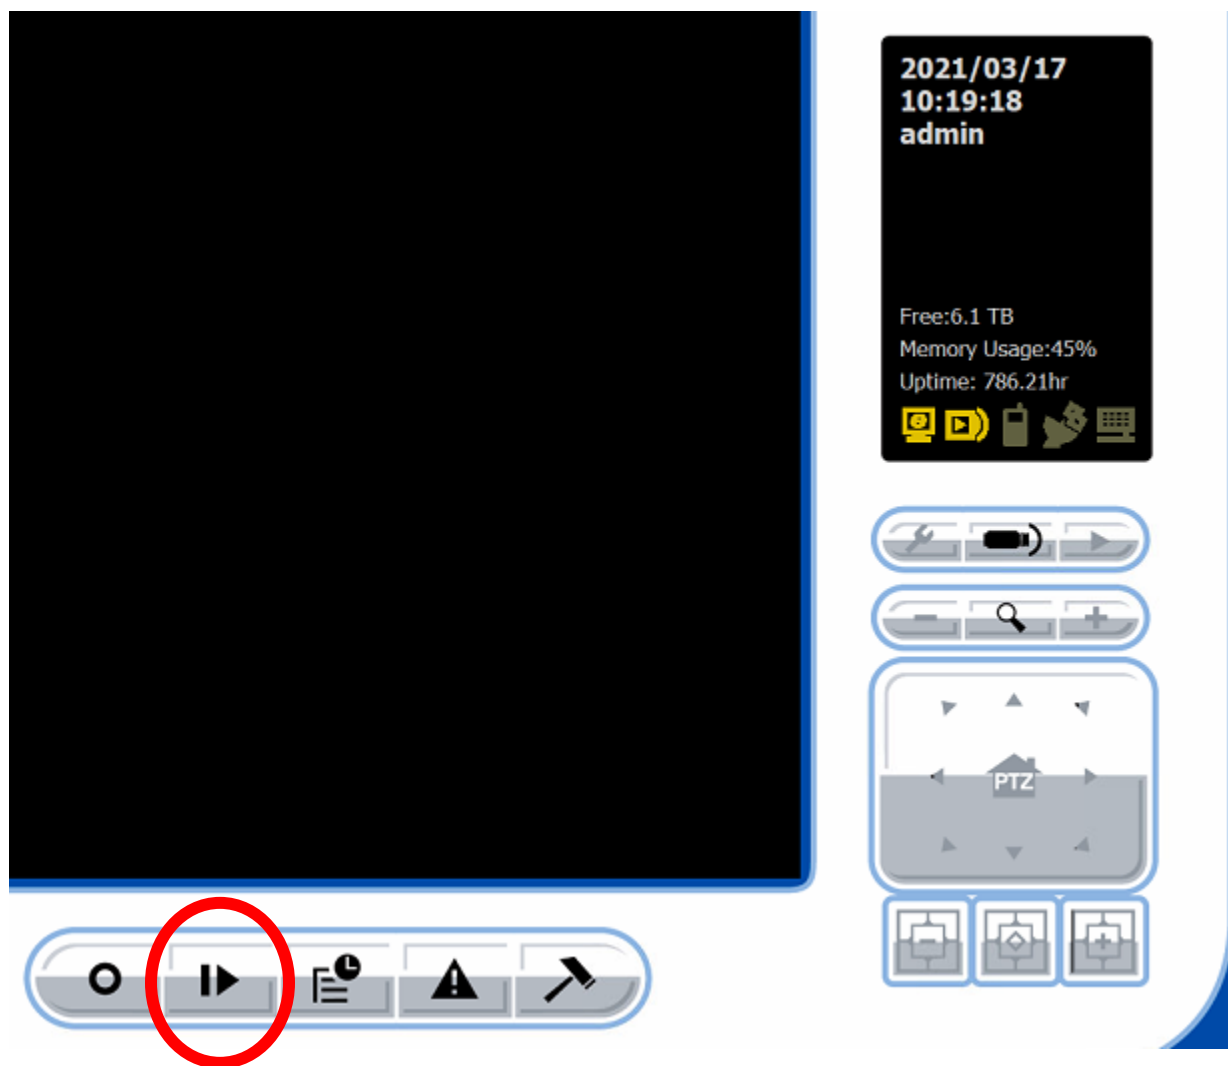 2021/03/17
10:19:18
admin
Free:6.1 TB
Memory Usage:45%
Uptime: 786.21hr
PTZ